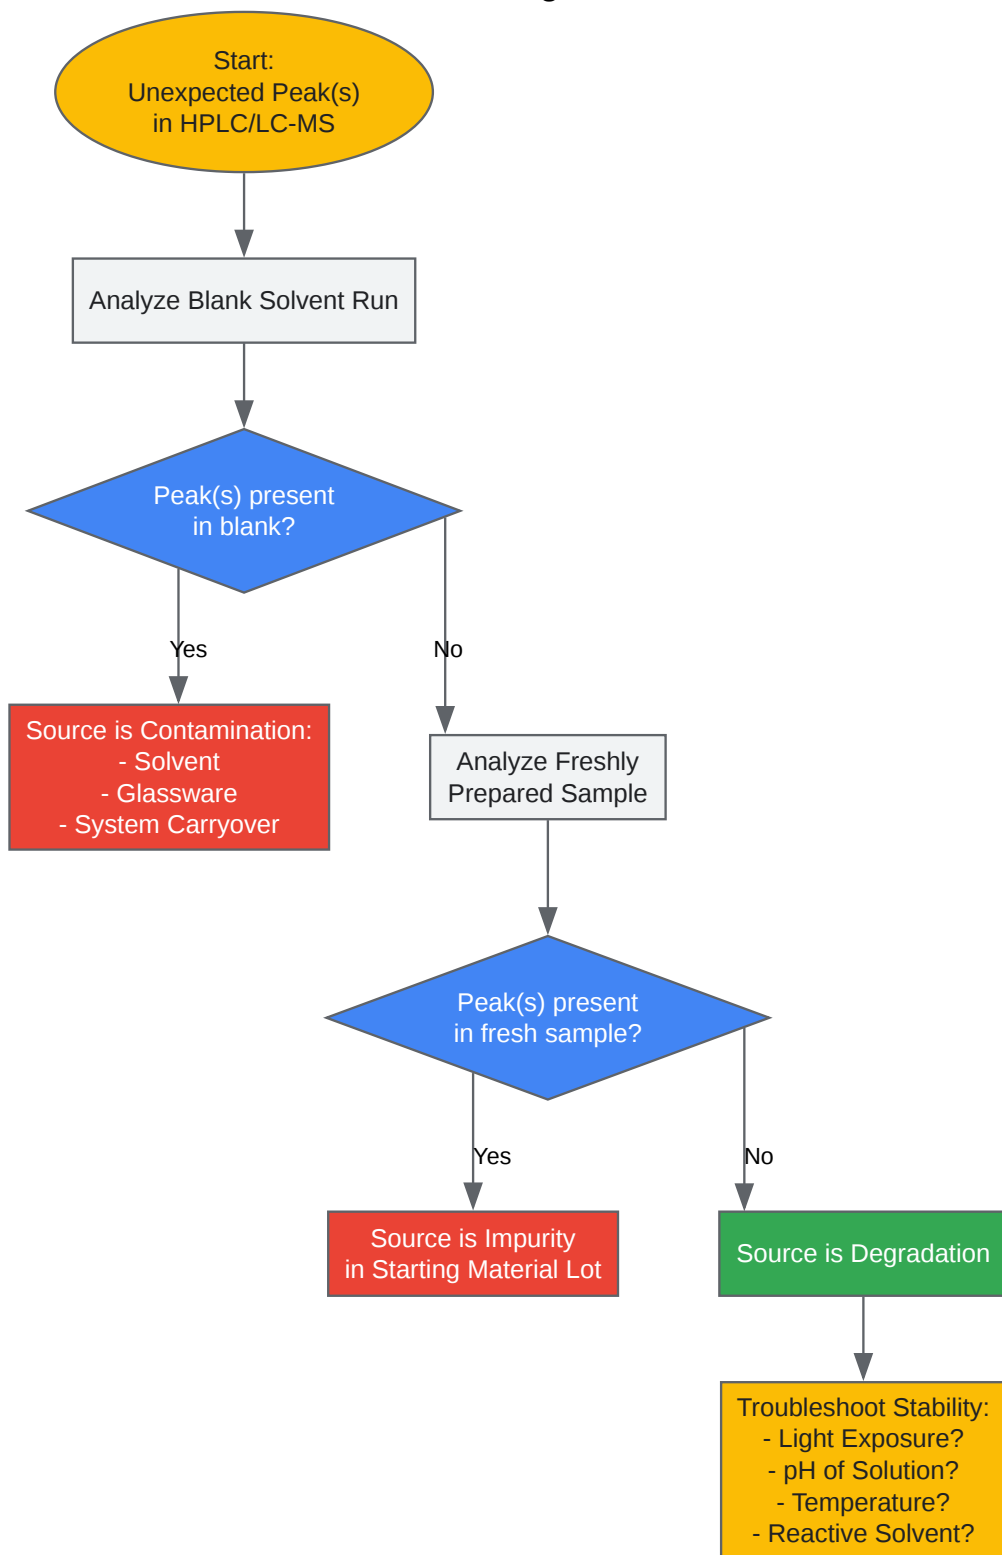 Start:
Unexpected Peak(s)
in HPLC/LC-MS
Analyze Blank Solvent Run
Peak(s) present
in blank?
Yes
No
Source is Contamination:
- Solvent
- Glassware
- System Carryover
Analyze Freshly
Prepared Sample
Peak(s) present
in fresh sample?
Yes
No
Source is Impurity
in Starting Material Lot
Source is Degradation
Troubleshoot Stability:
- Light Exposure?
- pH of Solution?
- Temperature?
- Reactive Solvent?